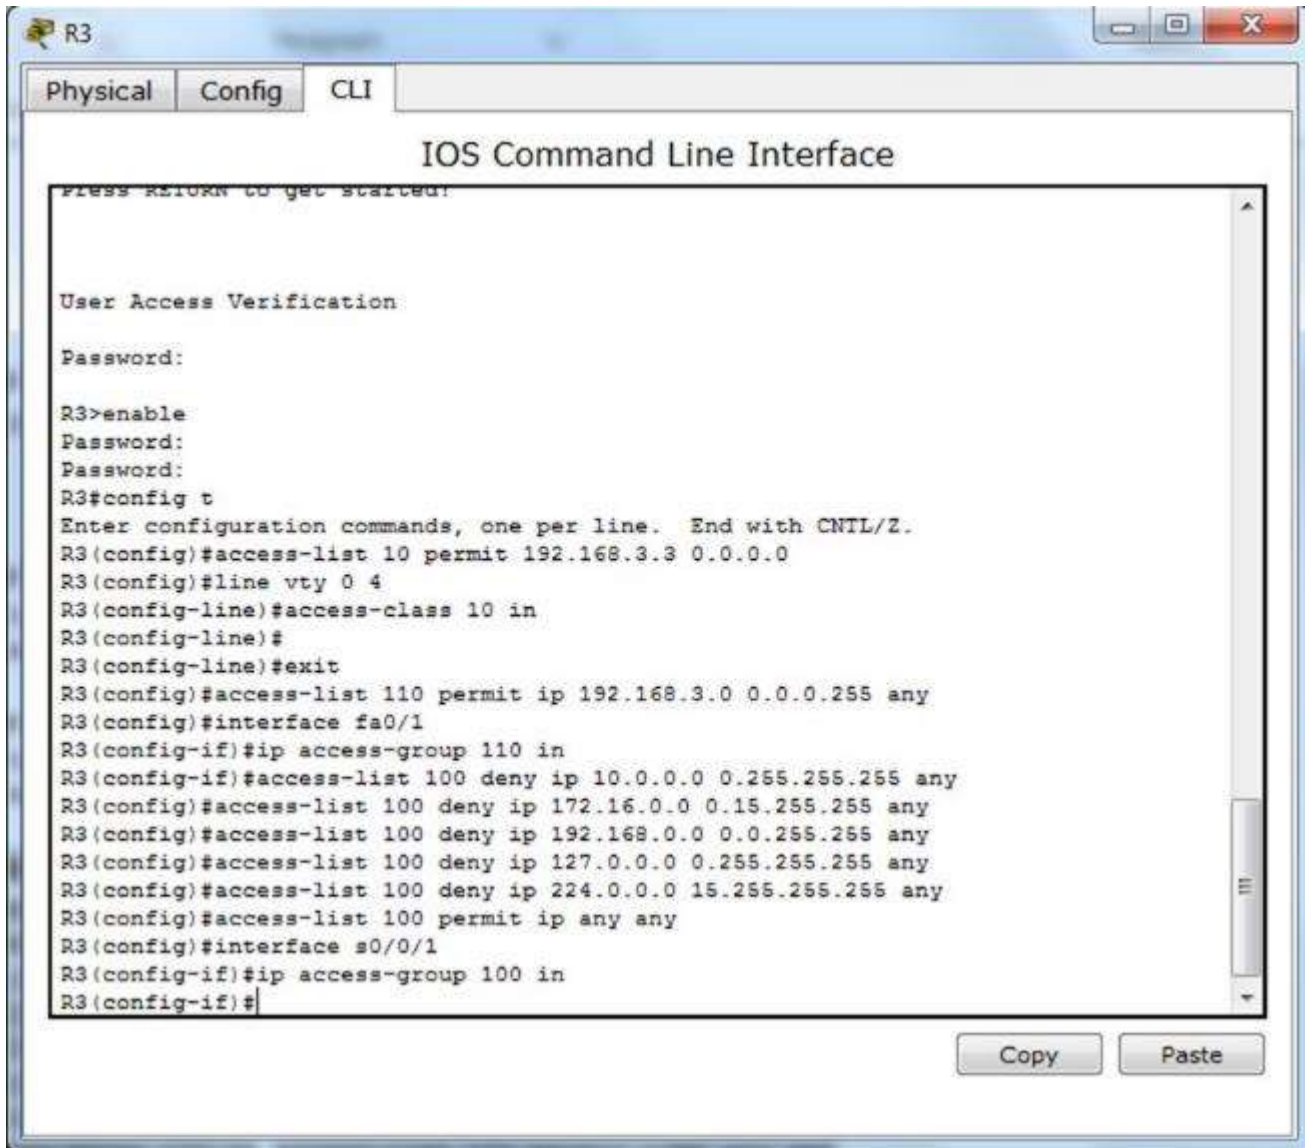 R3
Physical Config CLI
IOS Command Line Interface
Press RETURN to get started!
User Access Verification
Password:
R3>enable
Password:
Password:
R3#config t
Enter configuration commands, one per line.  End with CNTL/Z.
R3(config)#access-list 10 permit 192.168.3.3 0.0.0.0
R3(config)#line vty 0 4
R3(config-line)#access-class 10 in
R3(config-line)#
R3(config-line)#exit
R3(config)#access-list 110 permit ip 192.168.3.0 0.0.0.255 any
R3(config)#interface fa0/1
R3(config-if)#ip access-group 110 in
R3(config-if)#access-list 100 deny ip 10.0.0.0 0.255.255.255 any
R3(config)#access-list 100 deny ip 172.16.0.0 0.15.255.255 any
R3(config)#access-list 100 deny ip 192.168.0.0 0.0.255.255 any
R3(config)#access-list 100 deny ip 127.0.0.0 0.255.255.255 any
R3(config)#access-list 100 deny ip 224.0.0.0 15.255.255.255 any
R3(config)#access-list 100 permit ip any any
R3(config)#interface s0/0/1
R3(config-if)#ip access-group 100 in
R3(config-if)#
Copy Paste